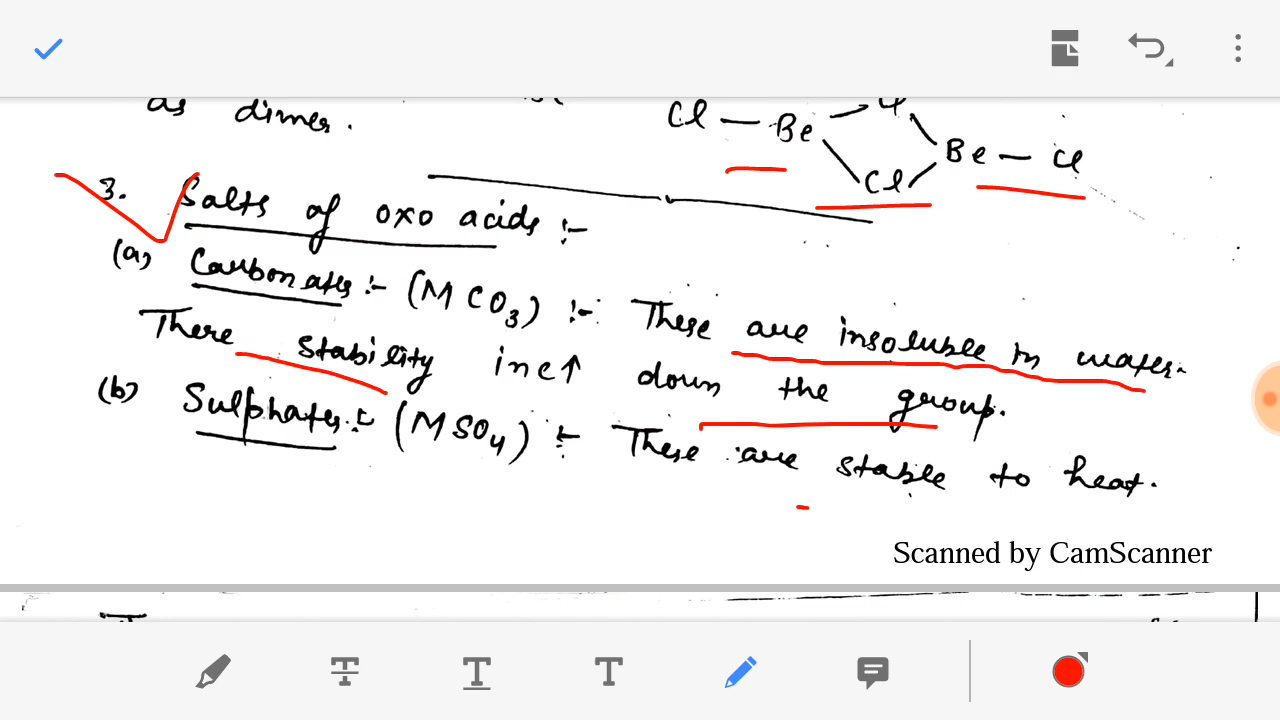 as dimer.
Cl — Be Cl Be — Cl
Cl
3. Salts of oxo acids :-
(a) Carbonates :- (MCO3) :- These are insoluble in water.
There stability inc↑ down the group.
(b) Sulphates :- (MSO4) :- These are stable to heat.
Scanned by CamScanner
T T T